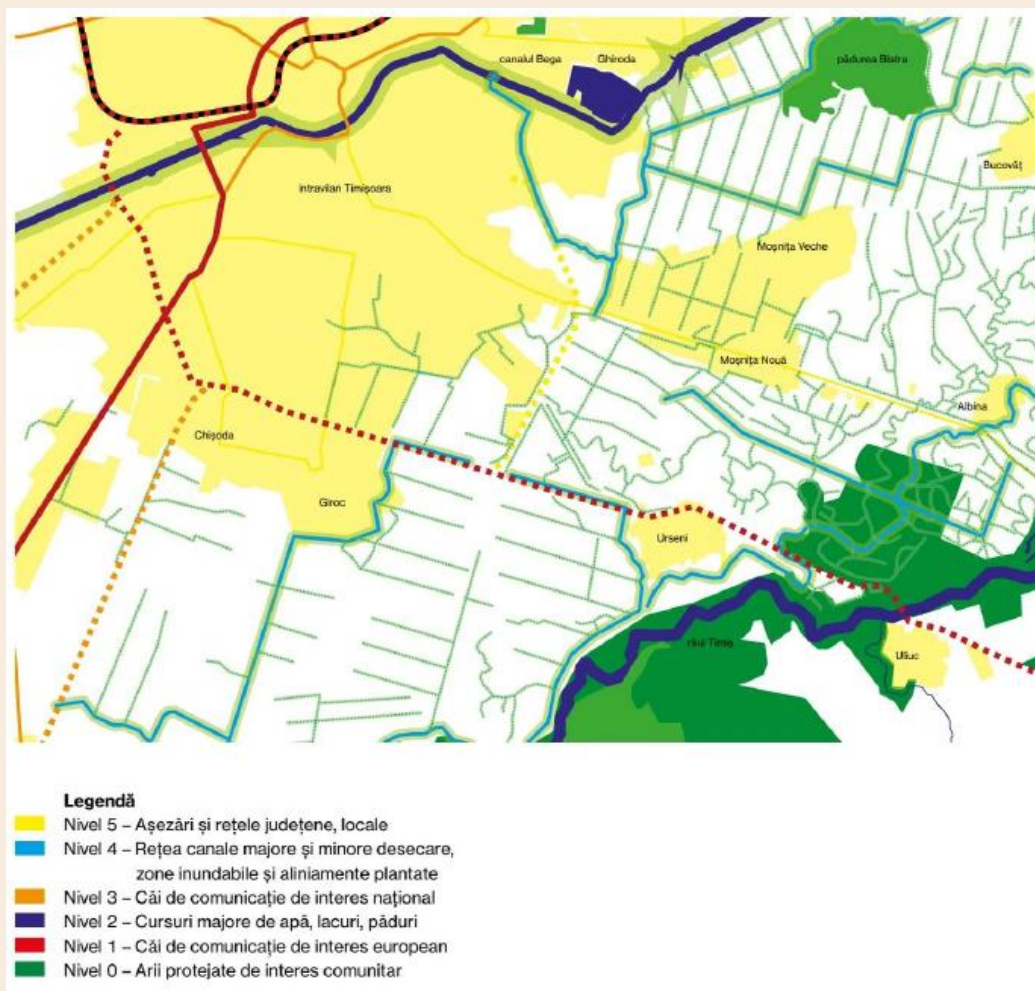 canalul Bega
Ghiroda
pădurea Bistra
Bucovăț
intravilan Timișoara
Moșnița Veche
Moșnița Nouă
Albina
Chișoda
Giroc
Urseni
rîul Timiș
Uliuc
Legendă
Nivel 5 – Așezări și rețele județene, locale
Nivel 4 – Rețea canale majore și minore desecare,
zone inundabile și aliniamente plantate
Nivel 3 – Căi de comunicație de interes național
Nivel 2 – Cursuri majore de apă, lacuri, păduri
Nivel 1 – Căi de comunicație de interes european
Nivel 0 – Arii protejate de interes comunitar